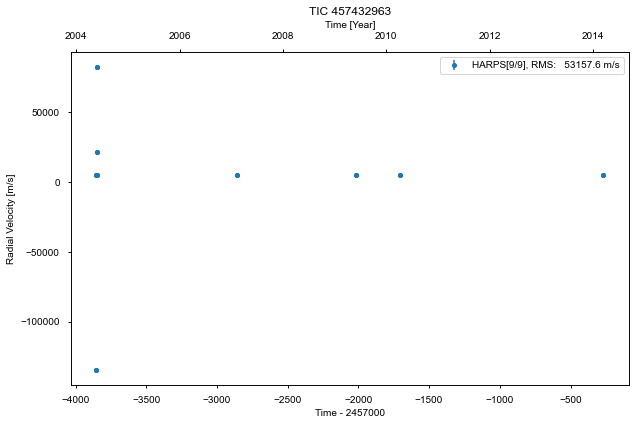 TIC 457432963
Time [Year]
2004 2006 2008 2010 2012 2014
HARPS[9/9], RMS: 53157.6 m/s
50000
0
−50000
−100000
Radial Velocity [m/s]
−4000 −3500 −3000 −2500 −2000 −1500 −1000 −500
Time - 2457000